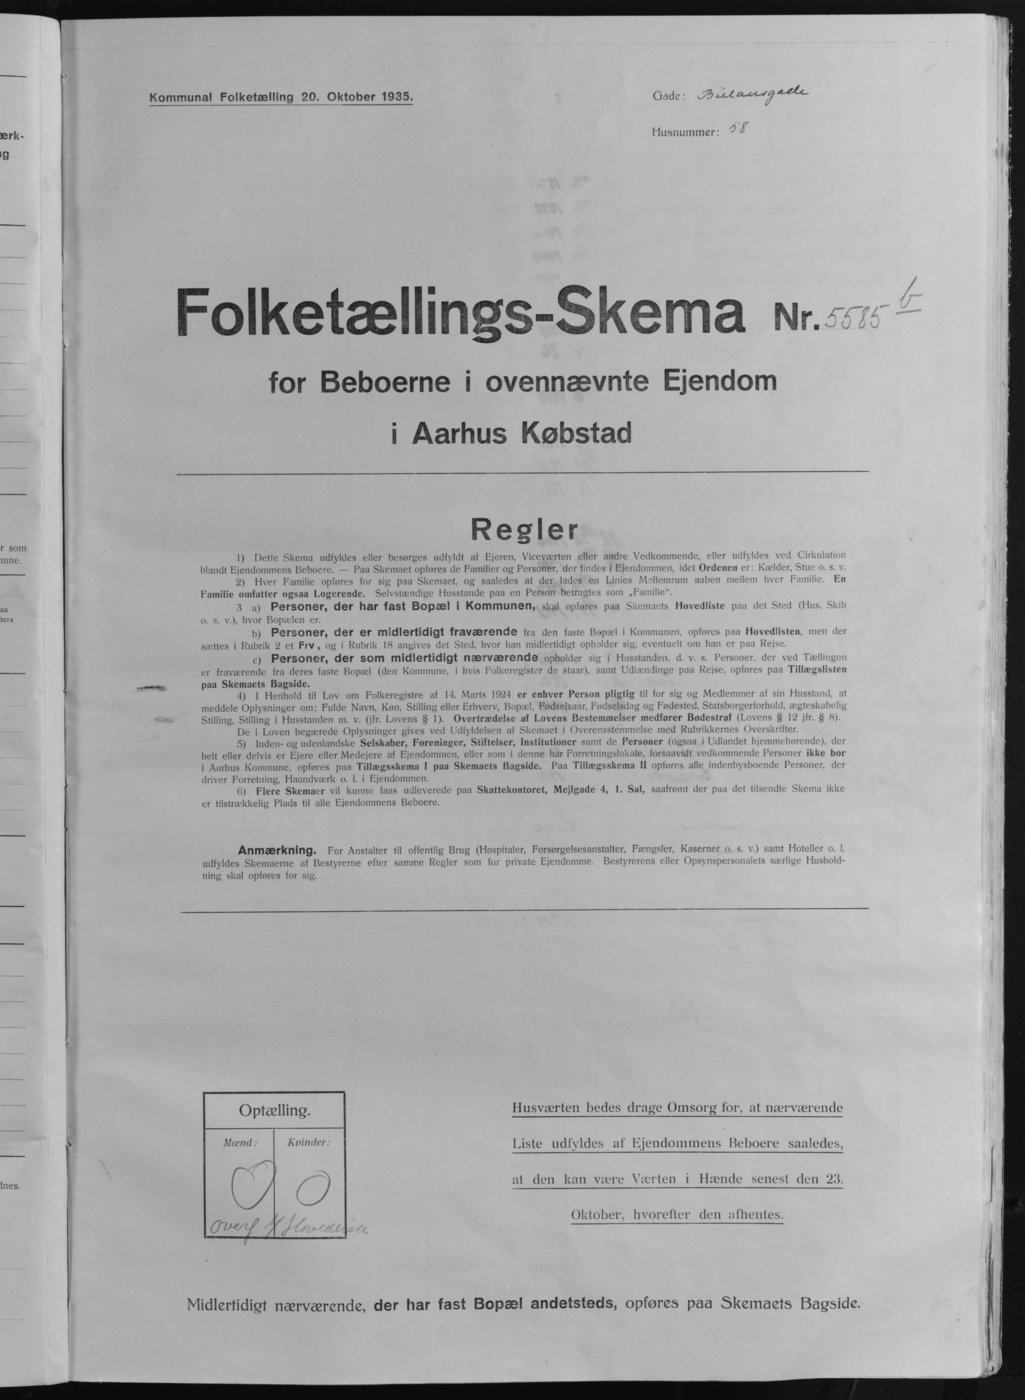 Kommunal Folketælling 20. Oktober 1935.
Gade: Bülansgade
Husnummer: 58
Folketællings-Skema Nr. 5585 b
for Beboerne i ovennævnte Ejendom
i Aarhus Købstad
Regler
1) Dette Skema udfyldes eller besørges udfyldt af Ejeren, Viceværten eller andre Vedkommende, eller udfyldes ved Cirkulation
blandt Ejendommens Beboere. — Paa Skemaet opføres de Familier og Personer, der findes i Ejendommen, idet Ordenen er: Kælder, Stue o. s. v.
2) Hver Familie opføres for sig paa Skemaet, og saaledes at der lades en Linies Mellemrum aaben mellem hver Familie. En
Familie omfatter ogsaa Logerende. Selvstændige Husstande paa en Person betragtes som „Familie“.
3 a) Personer, der har fast Bopæl i Kommunen, skal opføres paa Skemaets Hovedliste paa det Sted (Hus, Skib
o. s. v.), hvor Bopælen er.
b) Personer, der er midlertidigt fraværende fra den faste Bopæl i Kommunen, opføres paa Hovedlisten, men der
sættes i Rubrik 2 et Frv., og i Rubrik 18 angives det Sted, hvor han midlertidigt opholder sig, eventuelt om han er paa Rejse.
c) Personer, der som midlertidigt nærværende opholder sig i Husstanden, d. v. s. Personer, der ved Tællingen
er fraværende fra deres faste Bopæl (den Kommune, i hvis Folkeregister de staar), samt Udlændinge paa Rejse, opføres paa Tillægslisten
paa Skemaets Bagside.
4) I Henhold til Lov om Folkeregistre af 14. Marts 1924 er enhver Person pligtig til for sig og Medlemmer af sin Husstand, at
meddele Oplysninger om: Fulde Navn, Køn, Stilling eller Erhverv, Bopæl, Fødselsaar, Fødselsdag og Fødested, Statsborgerforhold, ægteskabelig
Stilling, Stilling i Husstanden m. v. (jfr. Lovens § 1). Overtrædelse af Lovens Bestemmelser medfører Bødestraf (Lovens § 12 jfr. § 8).
De i Loven begærede Oplysninger gives ved Udfyldelsen af Skemaet i Overensstemmelse med Rubrikkernes Overskrifter.
5) Inden- og udenlandske Selskaber, Foreninger, Stiftelser, Institutioner samt de Personer (ogsaa i Udlandet hjemmehørende), der
helt eller delvis er Ejere eller Medejere af Ejendommen, eller som i denne har Forretningslokale, forsaavidt vedkommende Personer ikke bor
i Aarhus Kommune, opføres paa Tillægsskema I paa Skemaets Bagside. Paa Tillægsskema II opføres alle indenbysboende Personer, der
driver Forretning, Haandværk o. l. i Ejendommen.
6) Flere Skemaer vil kunne faas udleverede paa Skattekontoret, Mejlgade 4, 1. Sal, saafremt der paa det tilsendte Skema ikke
er tilstrækkelig Plads til alle Ejendommens Beboere.
Anmærkning. For Anstalter til offentlig Brug (Hospitaler, Forsørgelsesanstalter, Fængsler, Kaserner o. s. v.) samt Hoteller o. l.
udfyldes Skemaerne af Bestyrerne efter samme Regler som for private Ejendomme. Bestyrerens eller Opsynspersonalets særlige Hushold-
ning skal opføres for sig.
Optælling.
Mænd: Kvinder:
0 0
overf Hovedliste
Husværten bedes drage Omsorg for, at nærværende
Liste udfyldes af Ejendommens Beboere saaledes,
at den kan være Værten i Hænde senest den 23.
Oktober, hvorefter den afhentes.
Midlertidigt nærværende, der har fast Bopæl andetsteds, opføres paa Skemaets Bagside.